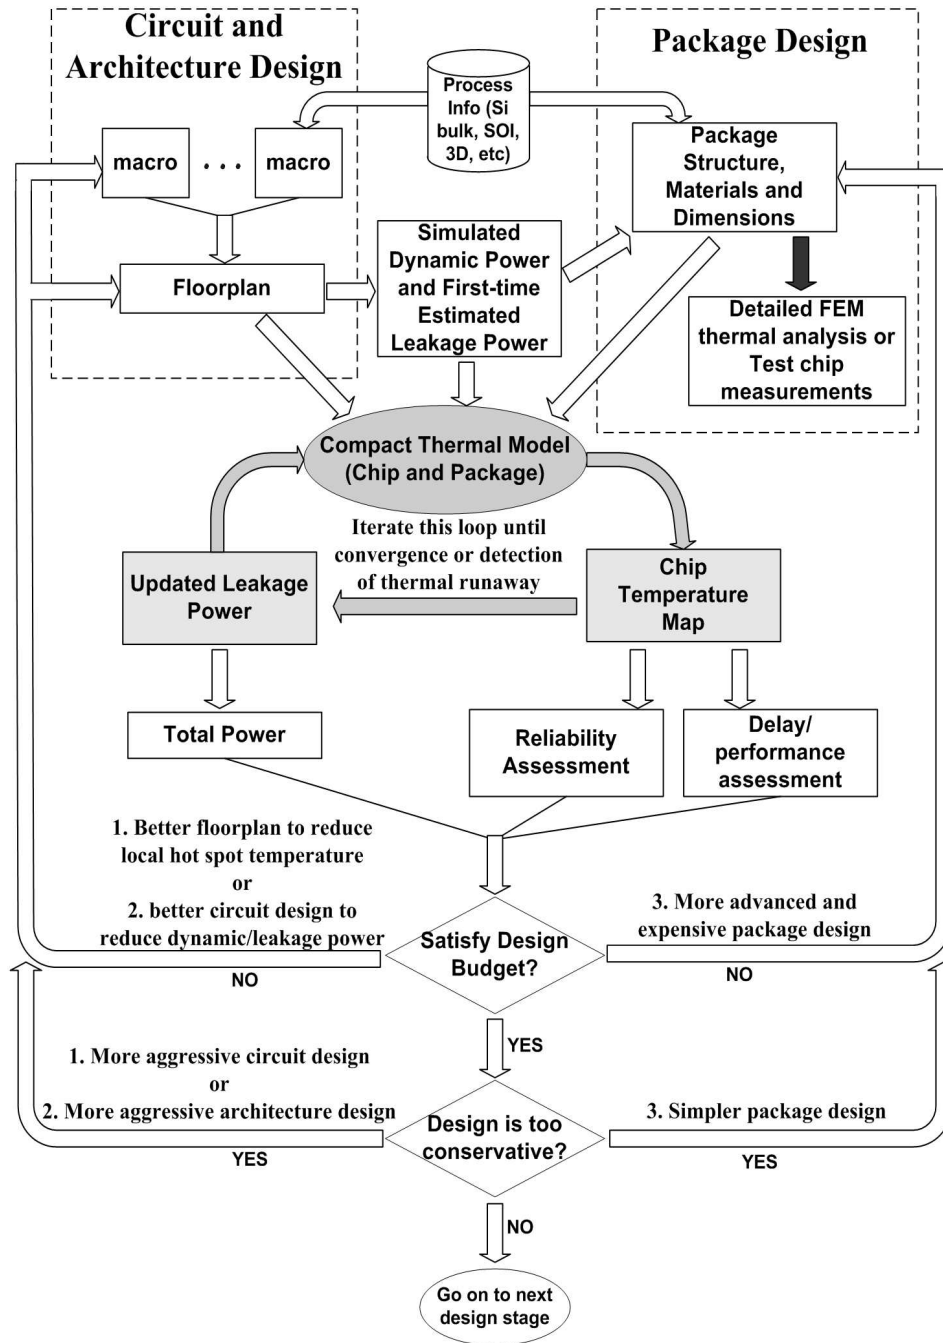 Circuit and
Architecture Design
Package Design
Process
Info (Si
bulk, SOI,
3D, etc)
macro
. . .
macro
Package
Structure,
Materials and
Dimensions
Simulated
Dynamic Power
and First-time
Estimated
Leakage Power
Floorplan
Detailed FEM
thermal analysis or
Test chip
measurements
Compact Thermal Model
(Chip and Package)
Iterate this loop until
convergence or detection
of thermal runaway
Updated Leakage
Power
Chip
Temperature
Map
Total Power
Reliability
Assessment
Delay/
performance
assessment
1. Better floorplan to reduce
local hot spot temperature
or
2. better circuit design to
reduce dynamic/leakage power
NO
Satisfy Design
Budget?
3. More advanced and
expensive package design
NO
YES
1. More aggressive circuit design
or
2. More aggressive architecture design
YES
Design is too
conservative?
3. Simpler package design
YES
NO
Go on to next
design stage